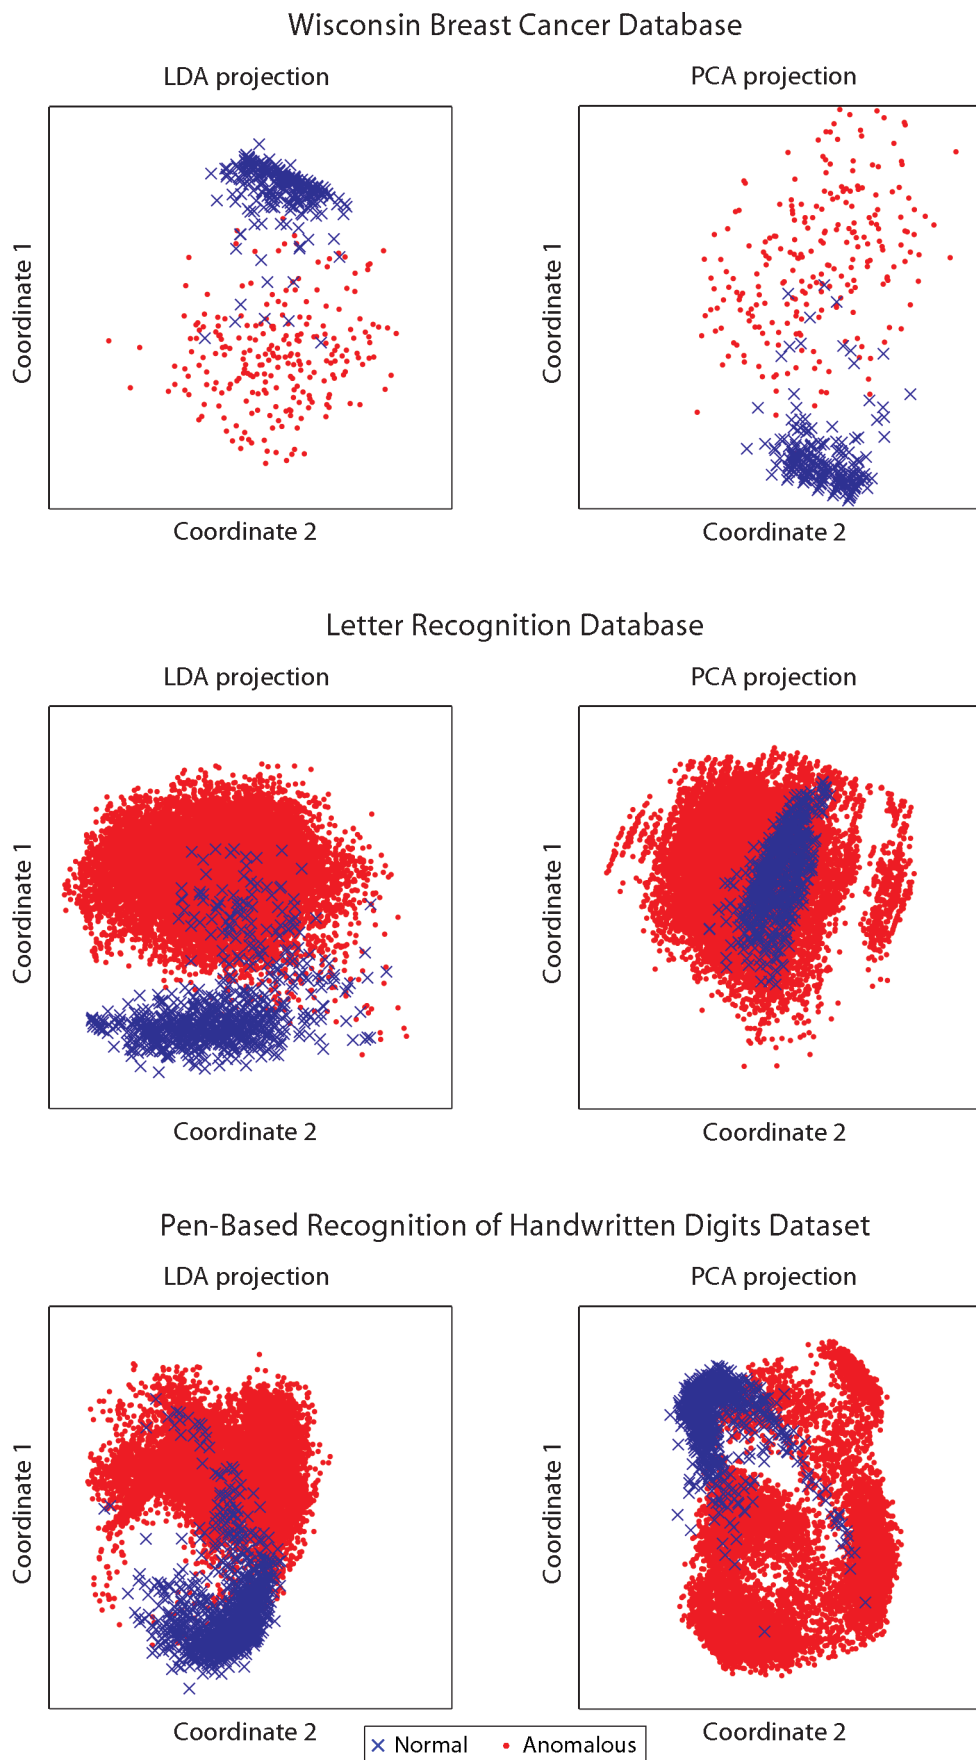 Wisconsin Breast Cancer Database
LDA projection
PCA projection
Coordinate 1
Coordinate 1
Coordinate 2
Coordinate 2
Letter Recognition Database
LDA projection
PCA projection
Coordinate 1
Coordinate 1
Coordinate 2
Coordinate 2
Pen-Based Recognition of Handwritten Digits Dataset
LDA projection
PCA projection
Coordinate 1
Coordinate 1
Coordinate 2
Coordinate 2
Normal
Anomalous